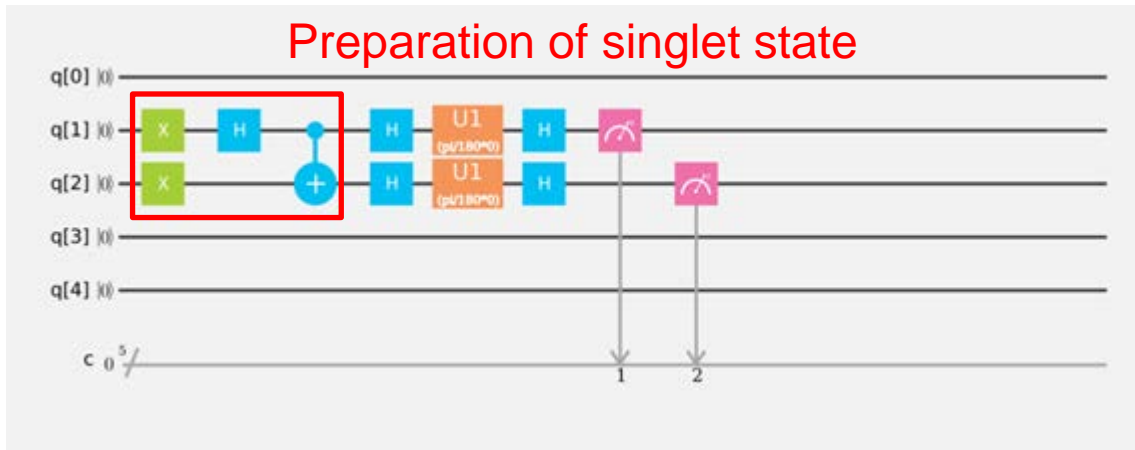 Preparation of singlet state
q[0] |0⟩
q[1] |0⟩ X H H U1 (pi/180*0) H
q[2] |0⟩ X + H U1 (pi/180*0) H
q[3] |0⟩
q[4] |0⟩
c 0 5/
1 2